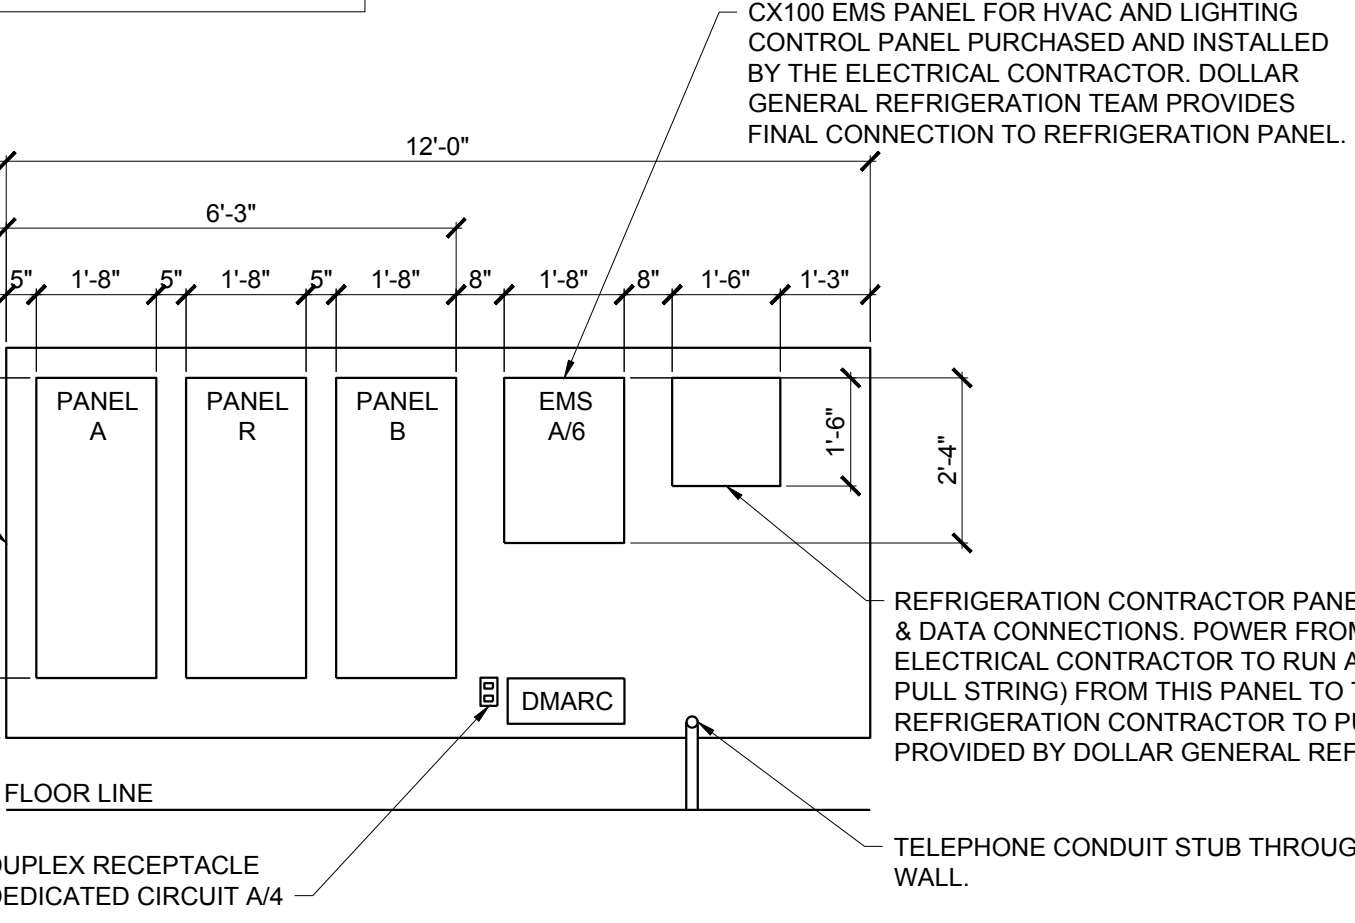 CX100 EMS PANEL FOR HVAC AND LIGHTING
CONTROL PANEL PURCHASED AND INSTALLED
BY THE ELECTRICAL CONTRACTOR. DOLLAR
GENERAL REFRIGERATION TEAM PROVIDES
FINAL CONNECTION TO REFRIGERATION PANEL.
12'-0"
6'-3"
5" 1'-8" 5" 1'-8" 5" 1'-8" 8" 1'-8" 8" 1'-6" 1'-3"
PANEL
A
PANEL
R
PANEL
B
EMS
A/6
1'-6"
2'-4"
REFRIGERATION CONTRACTOR PANE
& DATA CONNECTIONS. POWER FROM
ELECTRICAL CONTRACTOR TO RUN A
PULL STRING) FROM THIS PANEL TO T
REFRIGERATION CONTRACTOR TO PU
PROVIDED BY DOLLAR GENERAL REF
DMARC
FLOOR LINE
DUPLEX RECEPTACLE
DEDICATED CIRCUIT A/4
TELEPHONE CONDUIT STUB THROUG
WALL.